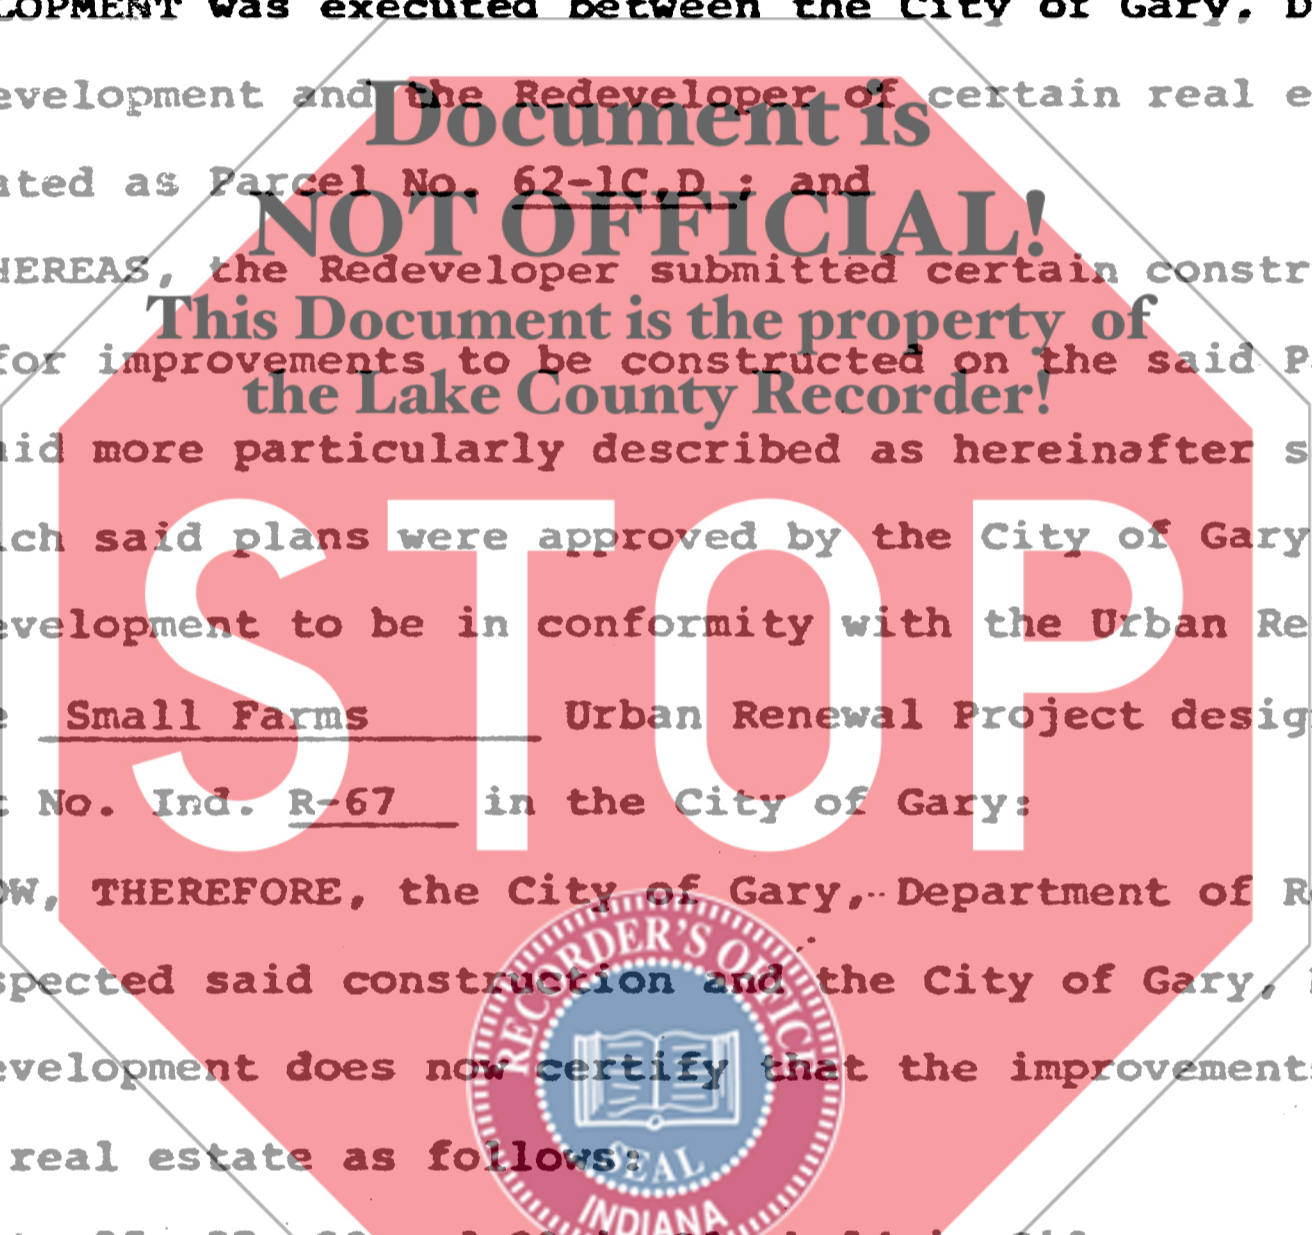 LOPMENT was executed between the City of Gary, D
evelopment and the Redeveloper of certain real e
Document is
ated as Parcel No. 62-1C,D ; and
NOT OFFICIAL!
HEREAS, the Redeveloper submitted certain constr
This Document is the property of
for improvements to be constructed on the said P
the Lake County Recorder!
aid more particularly described as hereinafter s
ich said plans were approved by the City of Gary
STOP
evelopment to be in conformity with the Urban Re
e Small Farms Urban Renewal Project desig
t No. Ind. R-67 in the City of Gary:
OW, THEREFORE, the City of Gary, Department of R
RECORDER'S OFFICE
spected said construction and the City of Gary,
evelopment does now certify that the improvement
real estate as follows:
SEAL
INDIANA